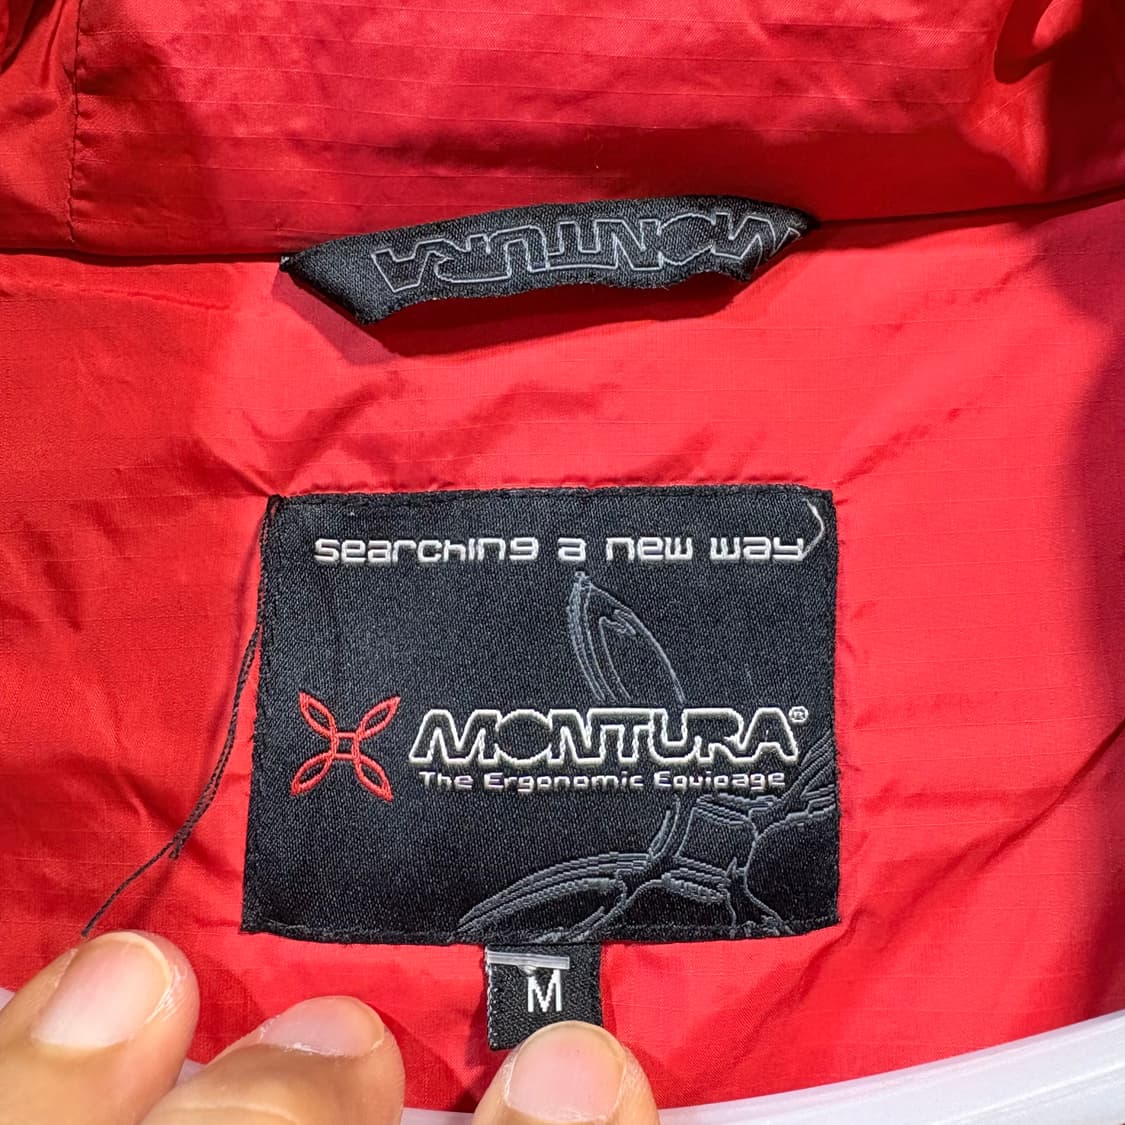 MONTURA
searching a new way
MONTURA®
The Ergonomic Equipage
M